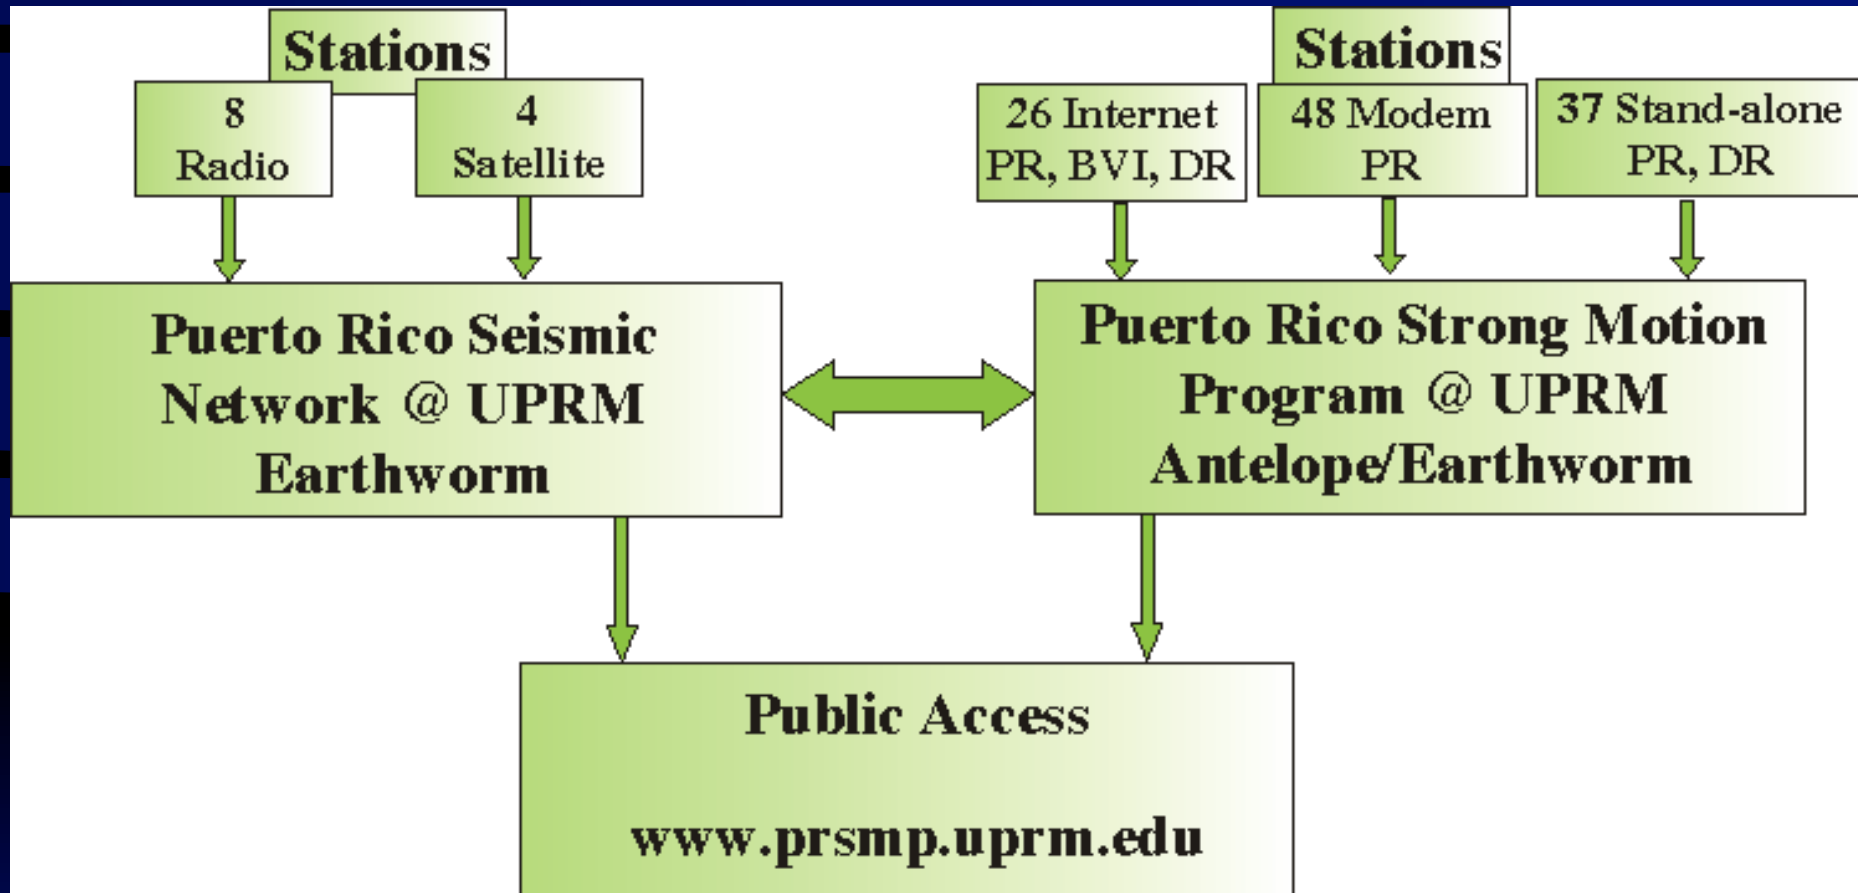 Stations
8
Radio
4
Satellite
Stations
26 Internet
PR, BVI, DR
48 Modem
PR
37 Stand-alone
PR, DR
Puerto Rico Seismic
Network @ UPRM
Earthworm
Puerto Rico Strong Motion
Program @ UPRM
Antelope/Earthworm
Public Access
www.prsmp.uprm.edu